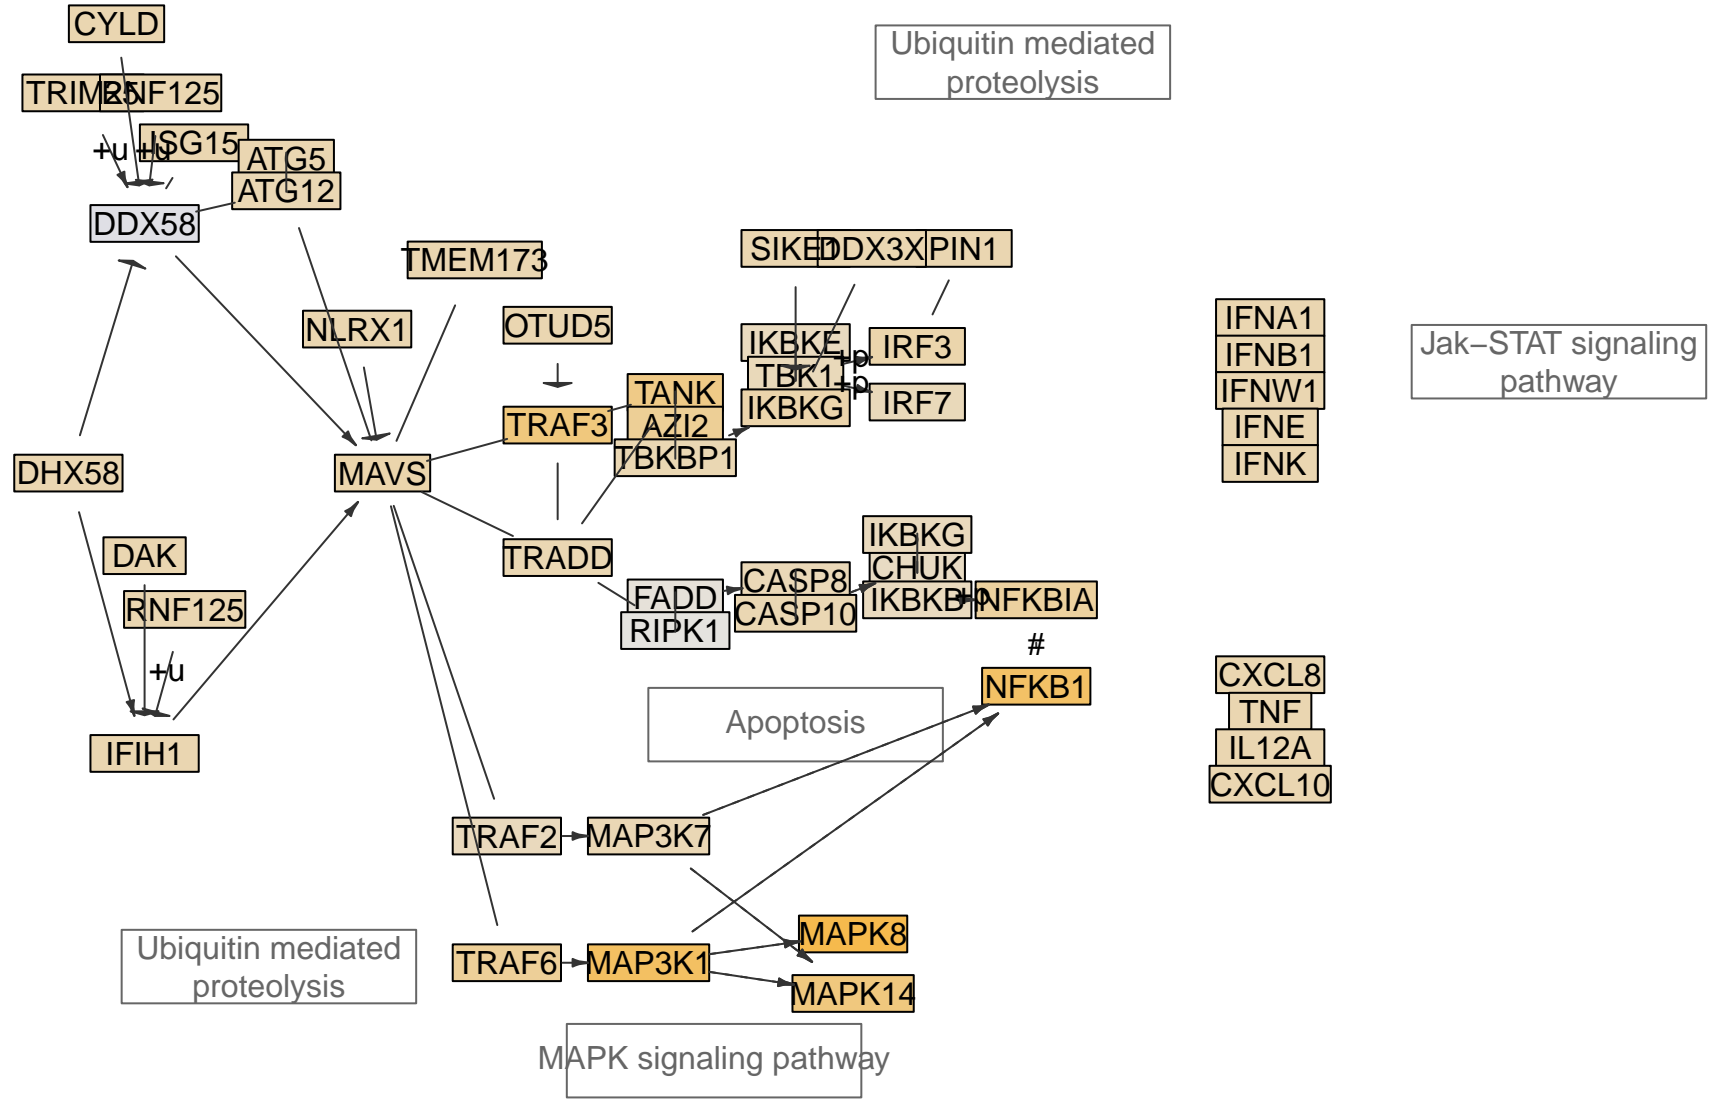 CYLD
Ubiquitin mediated
proteolysis
TRIM25
RNF125
ISG15
+u
+u
ATG5
ATG12
DDX58
TMEM173
SIKE1
DDX3X
PIN1
NLRX1
OTUD5
IKBKE
TBK1
IKBKG
+p
+p
IRF3
IRF7
IFNA1
IFNB1
IFNW1
IFNE
IFNK
Jak–STAT signaling
pathway
TRAF3
TANK
AZI2
TBKBP1
DHX58
MAVS
DAK
RNF125
+u
IFIH1
TRADD
FADD
RIPK1
CASP8
CASP10
IKBKG
CHUK
IKBKB
+p
NFKBIA
#
NFKB1
Apoptosis
CXCL8
TNF
IL12A
CXCL10
TRAF2
MAP3K7
TRAF6
MAP3K1
MAPK8
MAPK14
Ubiquitin mediated
proteolysis
MAPK signaling pathway